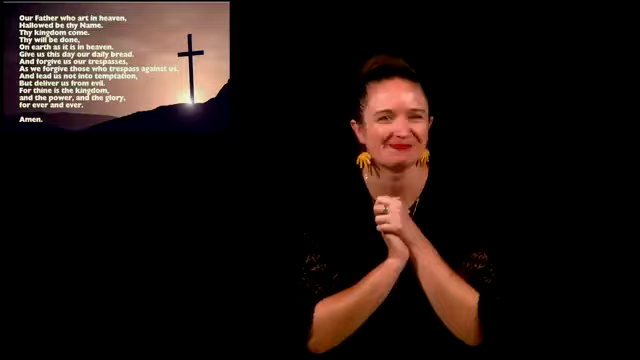 Our Father who art in heaven,
Hallowed be thy Name.
Thy kingdom come.
Thy will be done,
On earth as it is in heaven.
Give us this day our daily bread.
And forgive us our trespasses,
As we forgive those who trespass against us.
And lead us not into temptation,
But deliver us from evil.
For thine is the kingdom,
and the power, and the glory,
for ever and ever.
Amen.